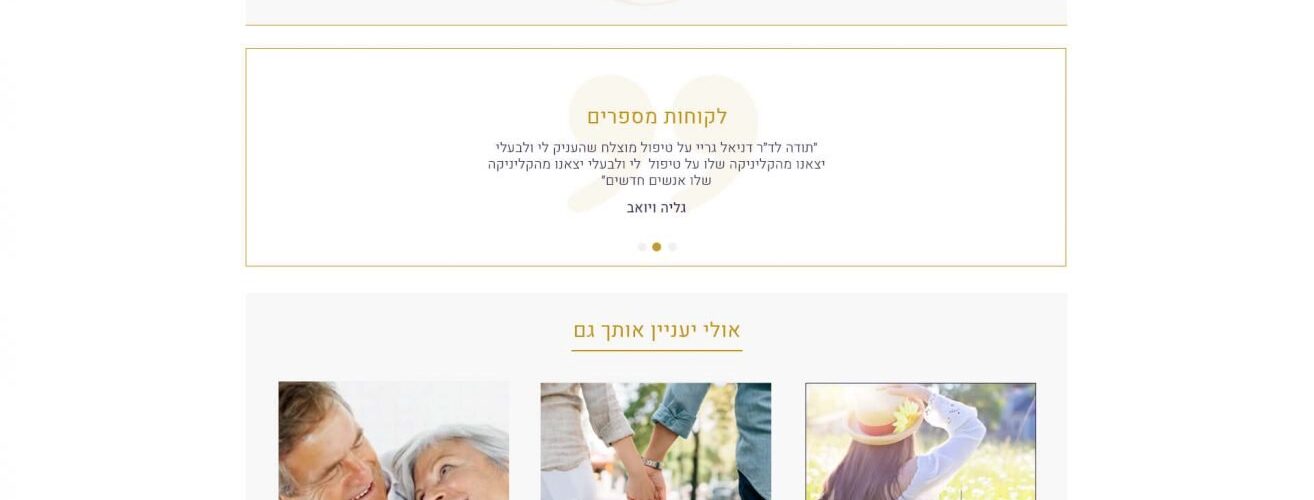 לקוחות מספרים
"תודה לד"ר דניאל גריי על טיפול מוצלח שהעניק לי ולבעלי
יצאנו מהקליניקה שלו על טיפול  לי ולבעלי יצאנו מהקליניקה
שלו אנשים חדשים"
גליה ויואב
אולי יעניין אותך גם